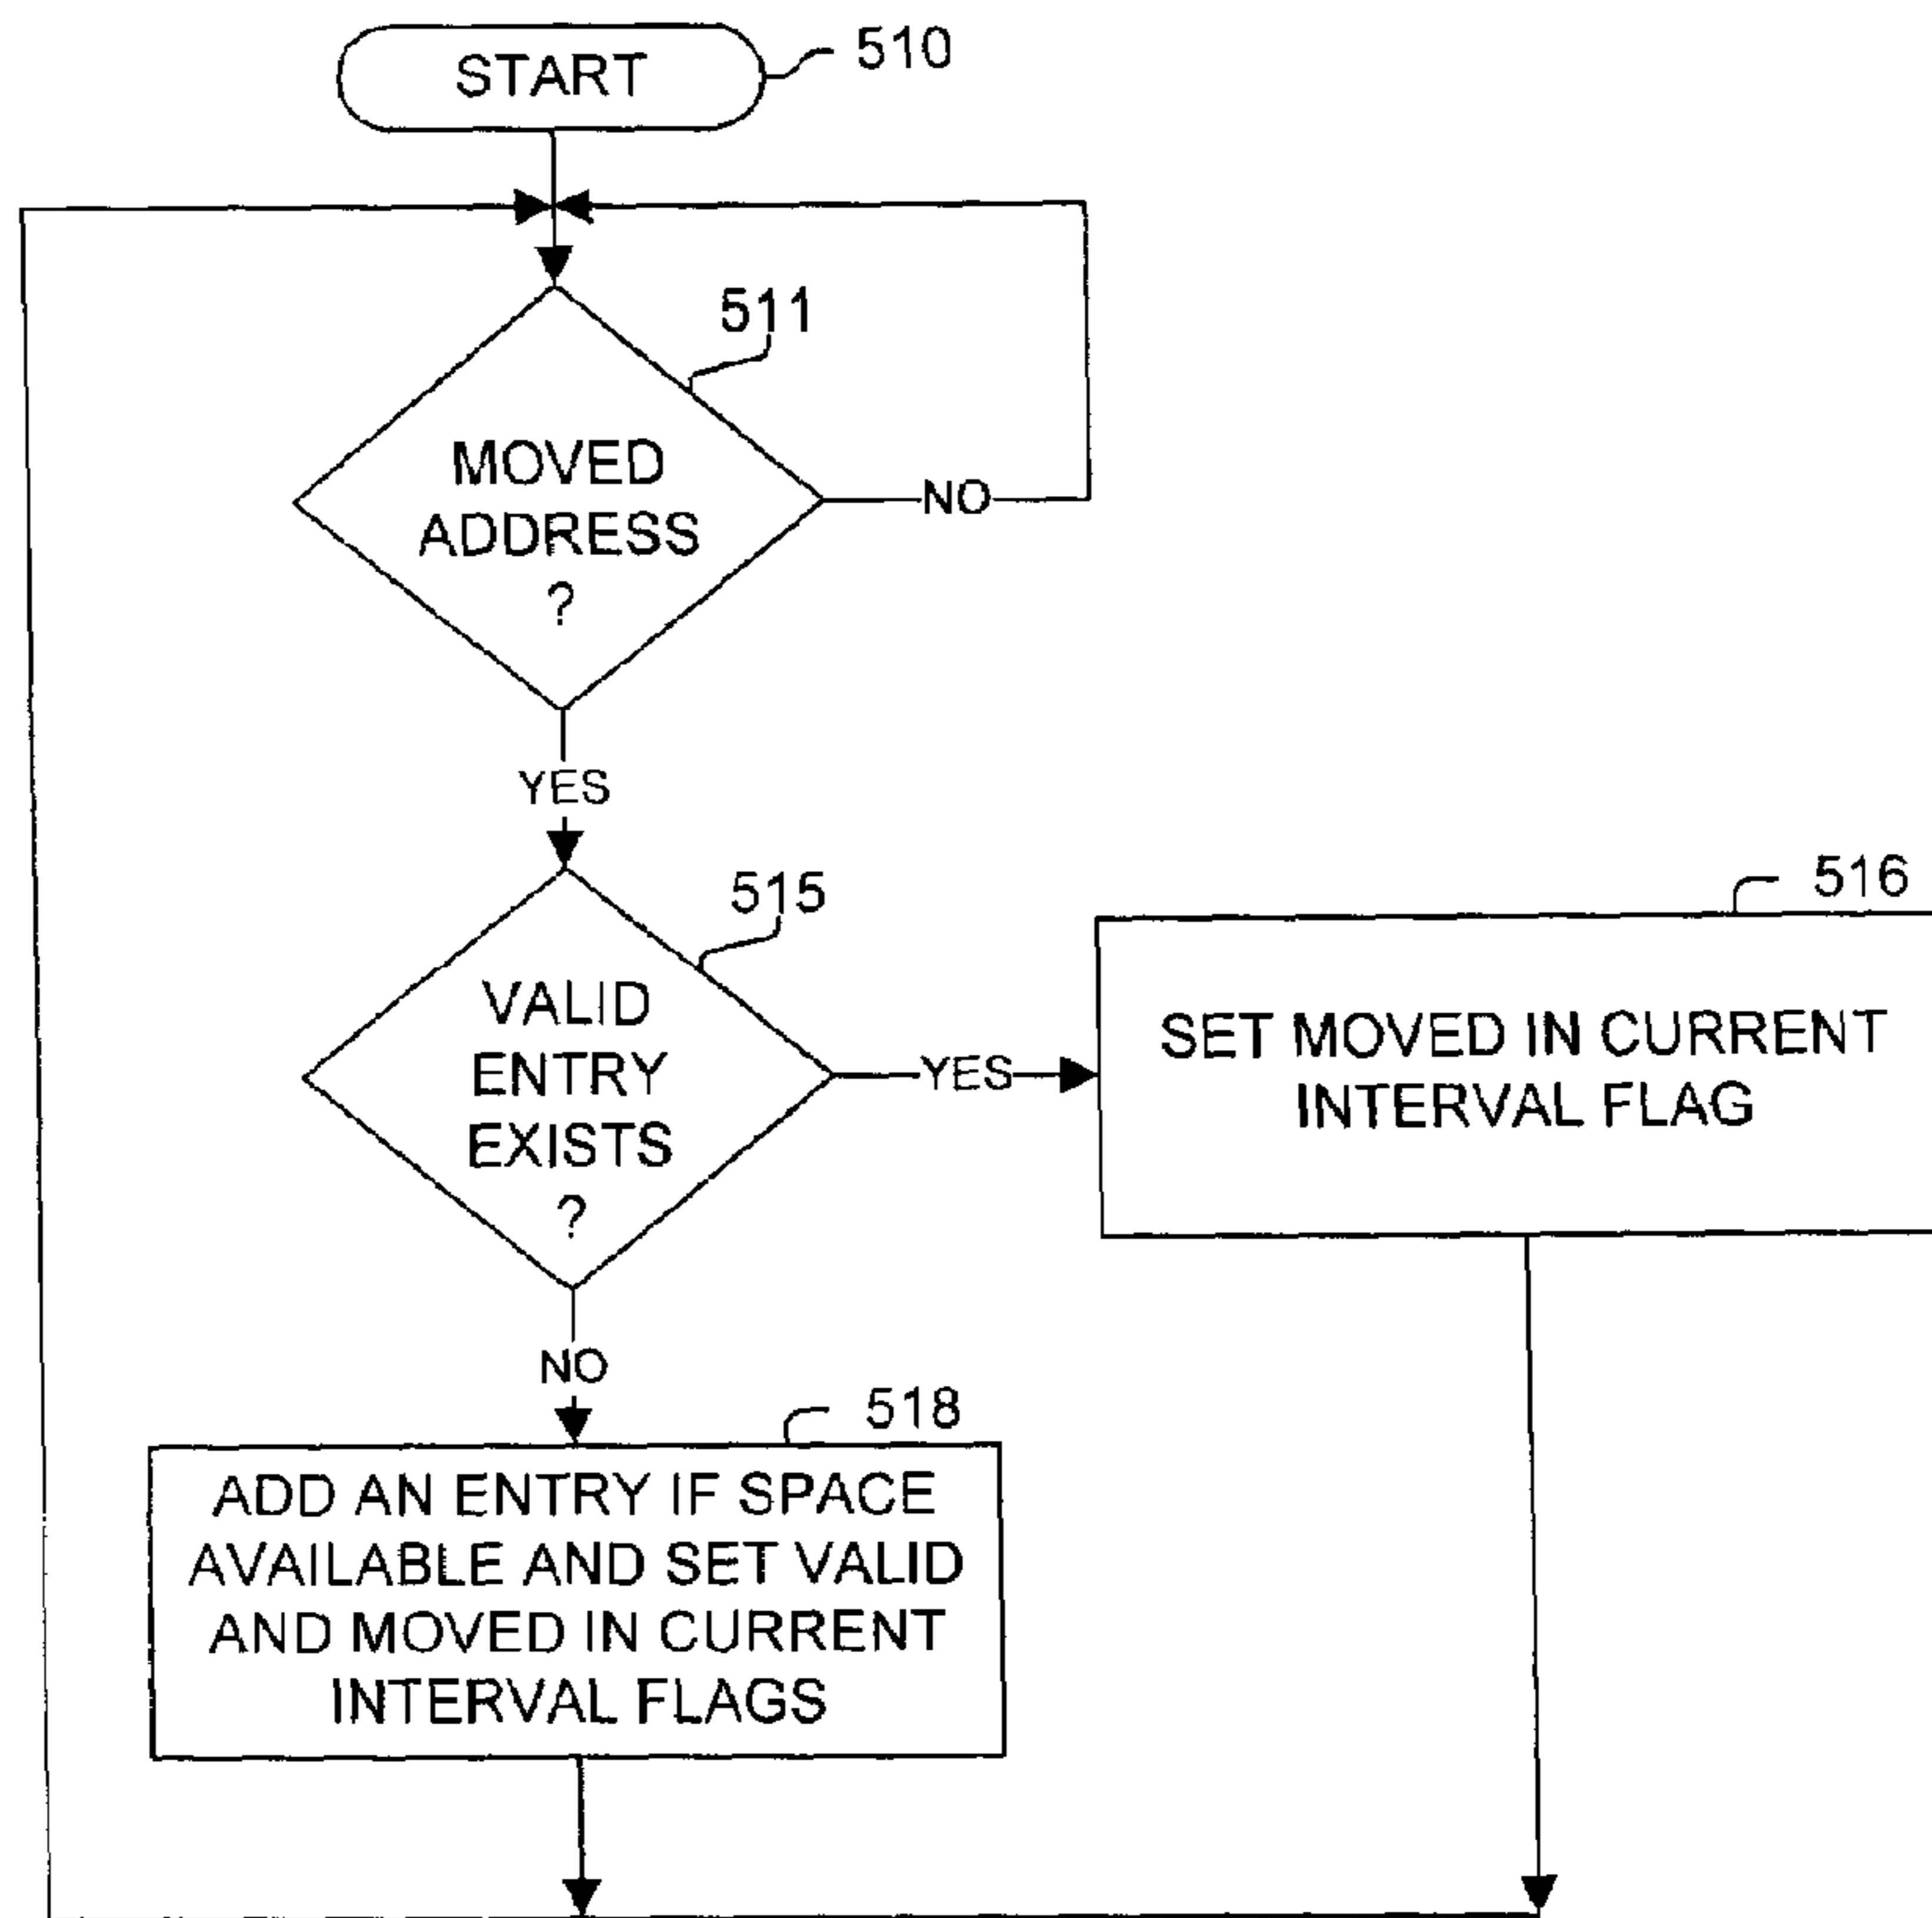 START
510
511
MOVED
ADDRESS
?
NO
YES
515
VALID
ENTRY
EXISTS
?
YES
516
SET MOVED IN CURRENT
INTERVAL FLAG
NO
518
ADD AN ENTRY IF SPACE
AVAILABLE AND SET VALID
AND MOVED IN CURRENT
INTERVAL FLAGS